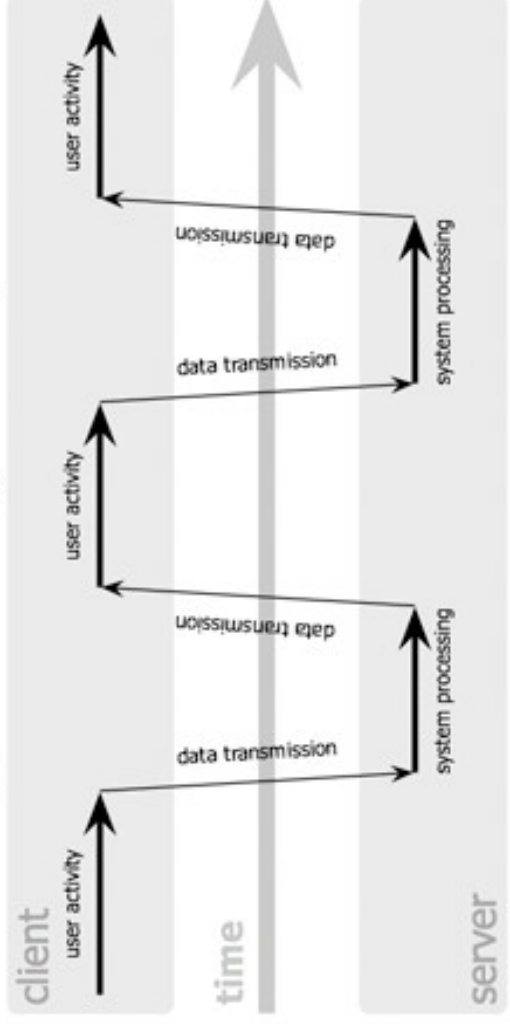 client
user activity
user activity
user activity
time
data transmission
data transmission
data transmission
data transmission
system processing
system processing
server